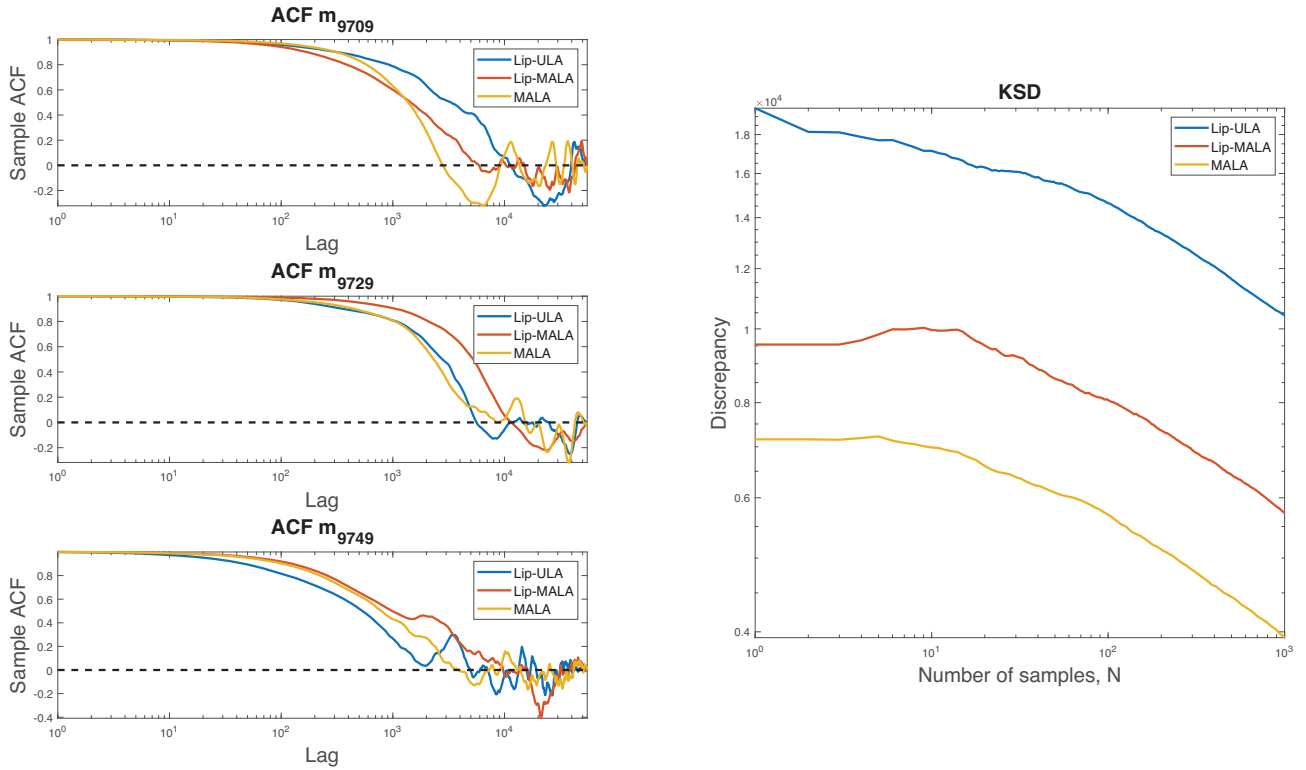 ACF m9709
Sample ACF
1
0.8
0.6
0.4
0.2
0
-0.2
Lip-ULA
Lip-MALA
MALA
10^0 10^1 10^2 10^3 10^4
Lag
ACF m9729
Sample ACF
1
0.8
0.6
0.4
0.2
0
-0.2
Lip-ULA
Lip-MALA
MALA
10^0 10^1 10^2 10^3 10^4
Lag
ACF m9749
Sample ACF
0.8
0.6
0.4
0.2
0
-0.2
-0.4
Lip-ULA
Lip-MALA
MALA
10^0 10^1 10^2 10^3 10^4
Lag
KSD
×10^4
Discrepancy
1.8
1.6
1.4
1.2
1
0.8
0.6
0.4
Lip-ULA
Lip-MALA
MALA
10^0 10^1 10^2 10^3
Number of samples, N